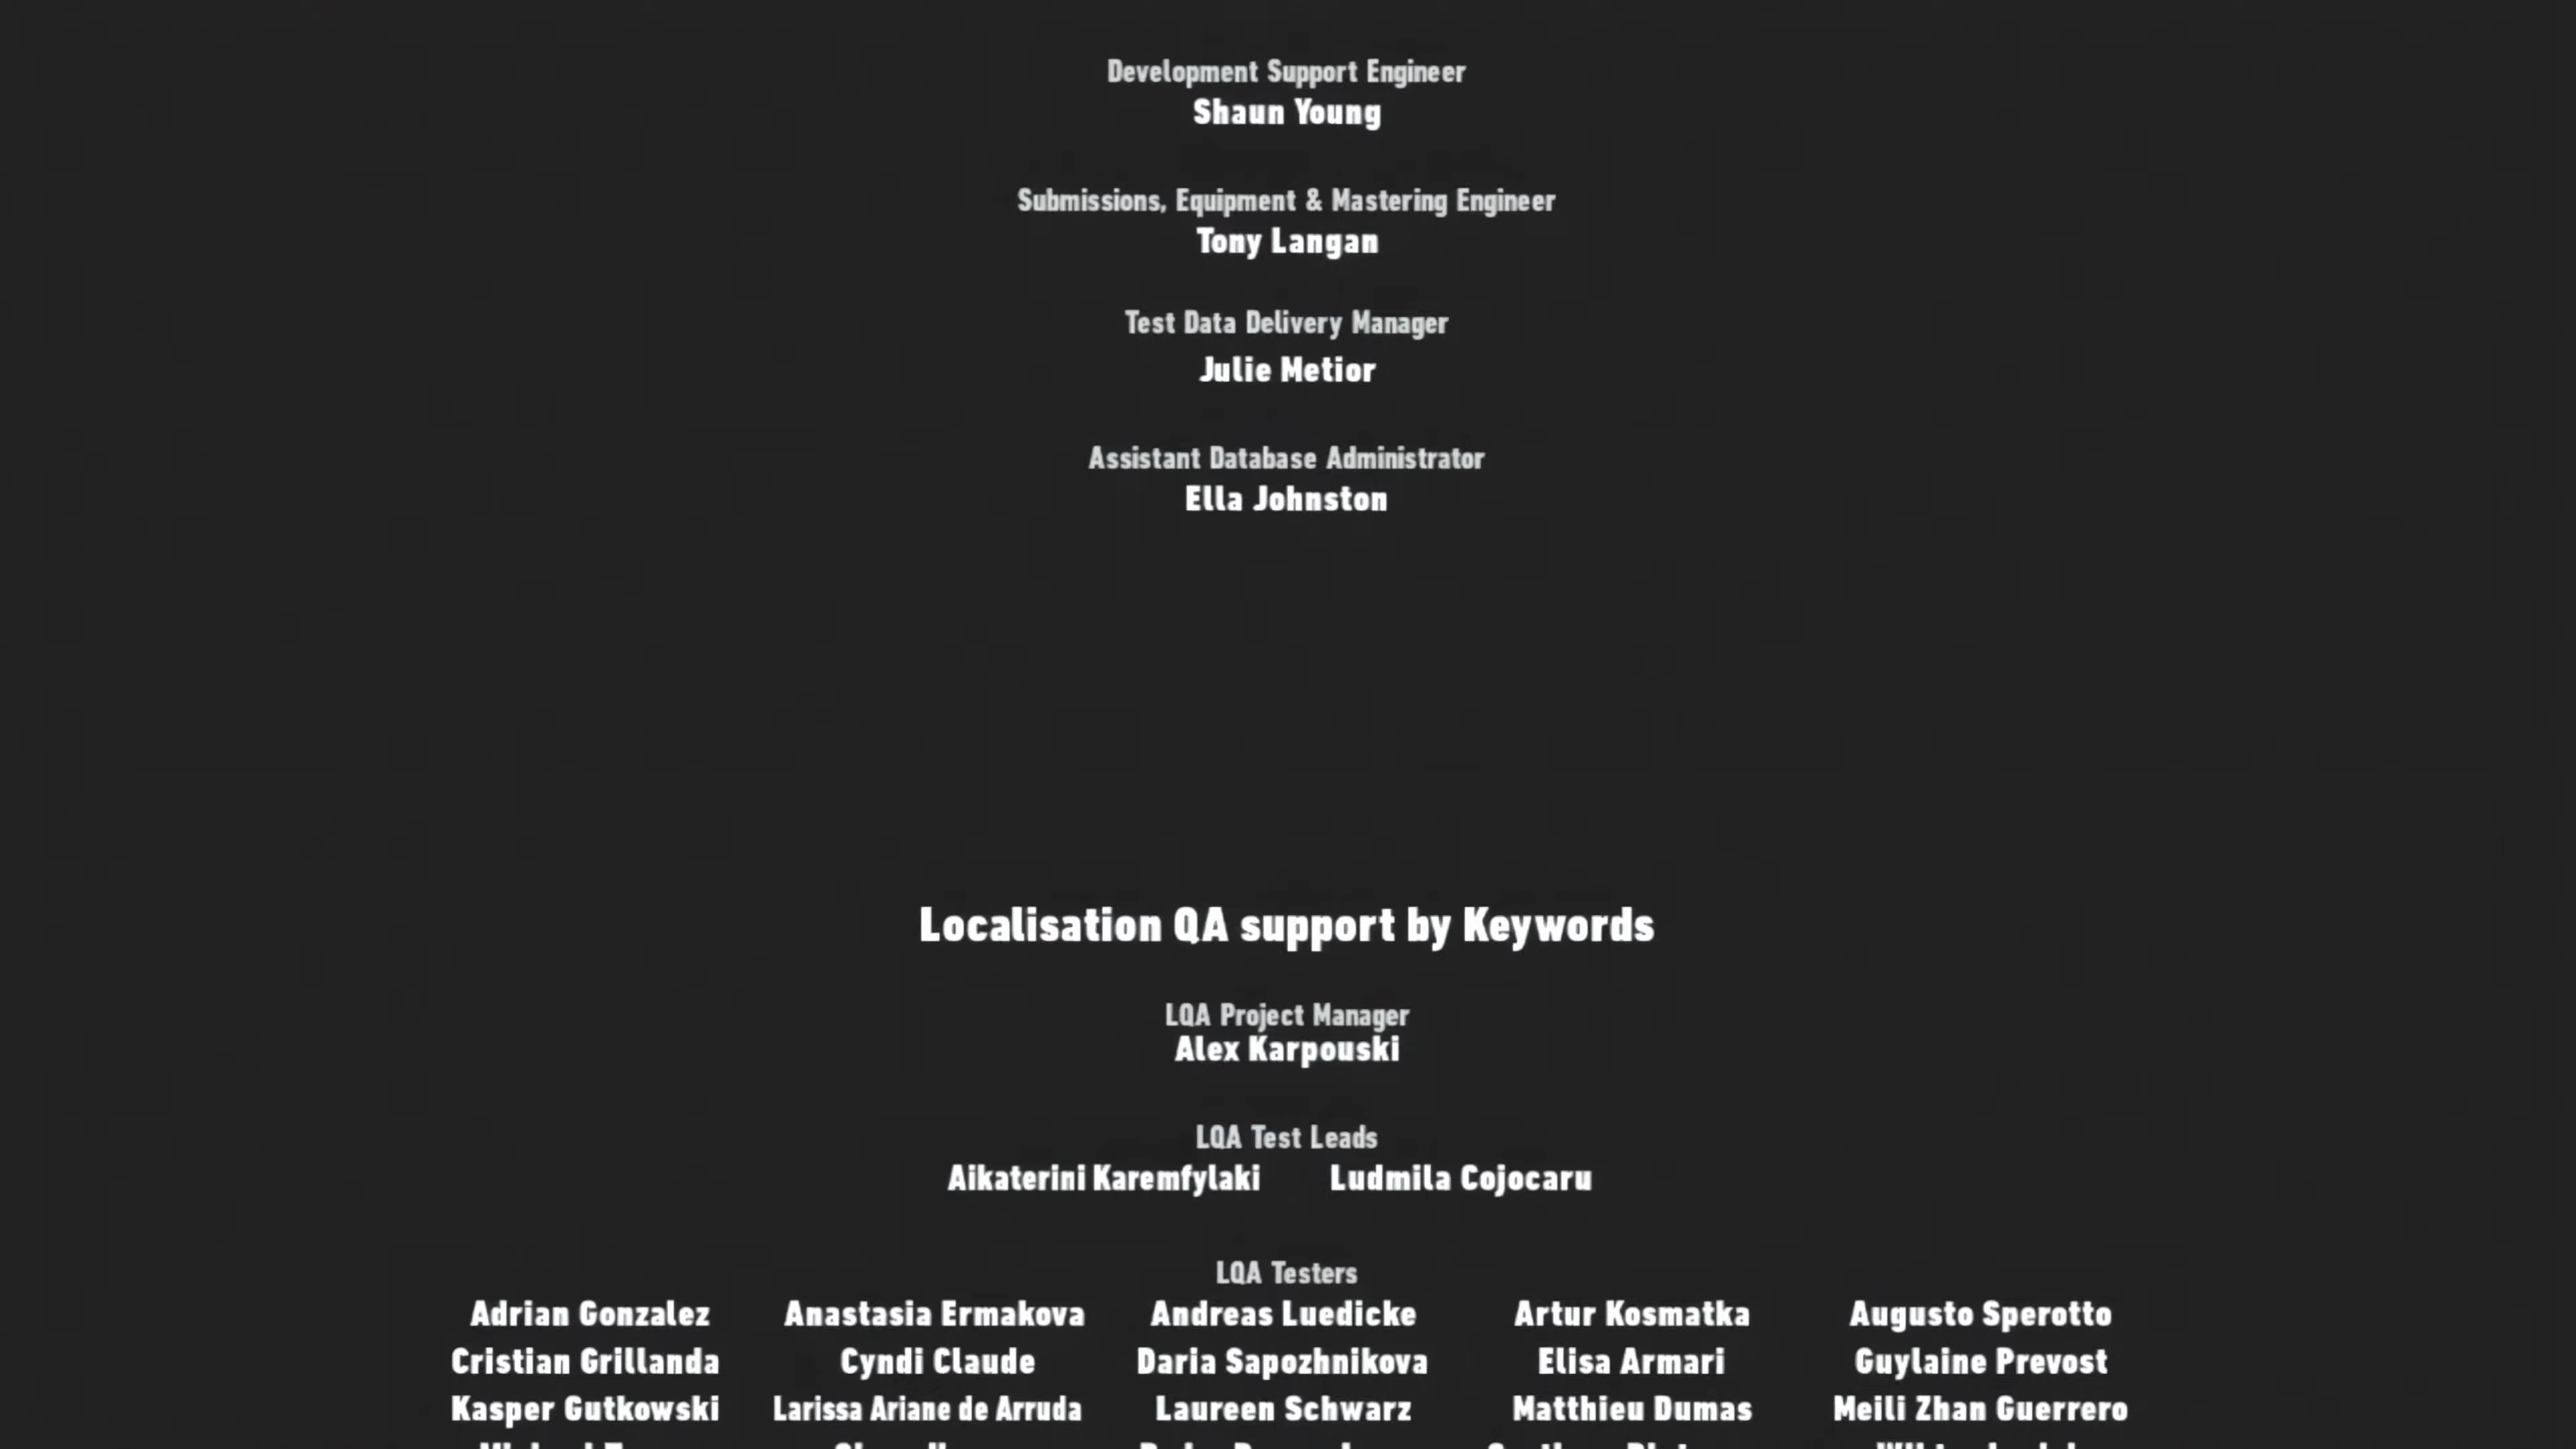 Development Support Engineer
Shaun Young
Submissions, Equipment & Mastering Engineer
Tony Langan
Test Data Delivery Manager
Julie Metior
Assistant Database Administrator
Ella Johnston
Localisation QA support by Keywords
LQA Project Manager
Alex Karpouski
LQA Test Leads
Aikaterini Karemfylaki Ludmila Cojocaru
LQA Testers
Adrian Gonzalez Anastasia Ermakova Andreas Luedicke Artur Kosmatka Augusto Sperotto
Cristian Grillanda Cyndi Claude Daria Sapozhnikova Elisa Armari Guylaine Prevost
Kasper Gutkowski Larissa Ariane de Arruda Laureen Schwarz Matthieu Dumas Meili Zhan Guerrero